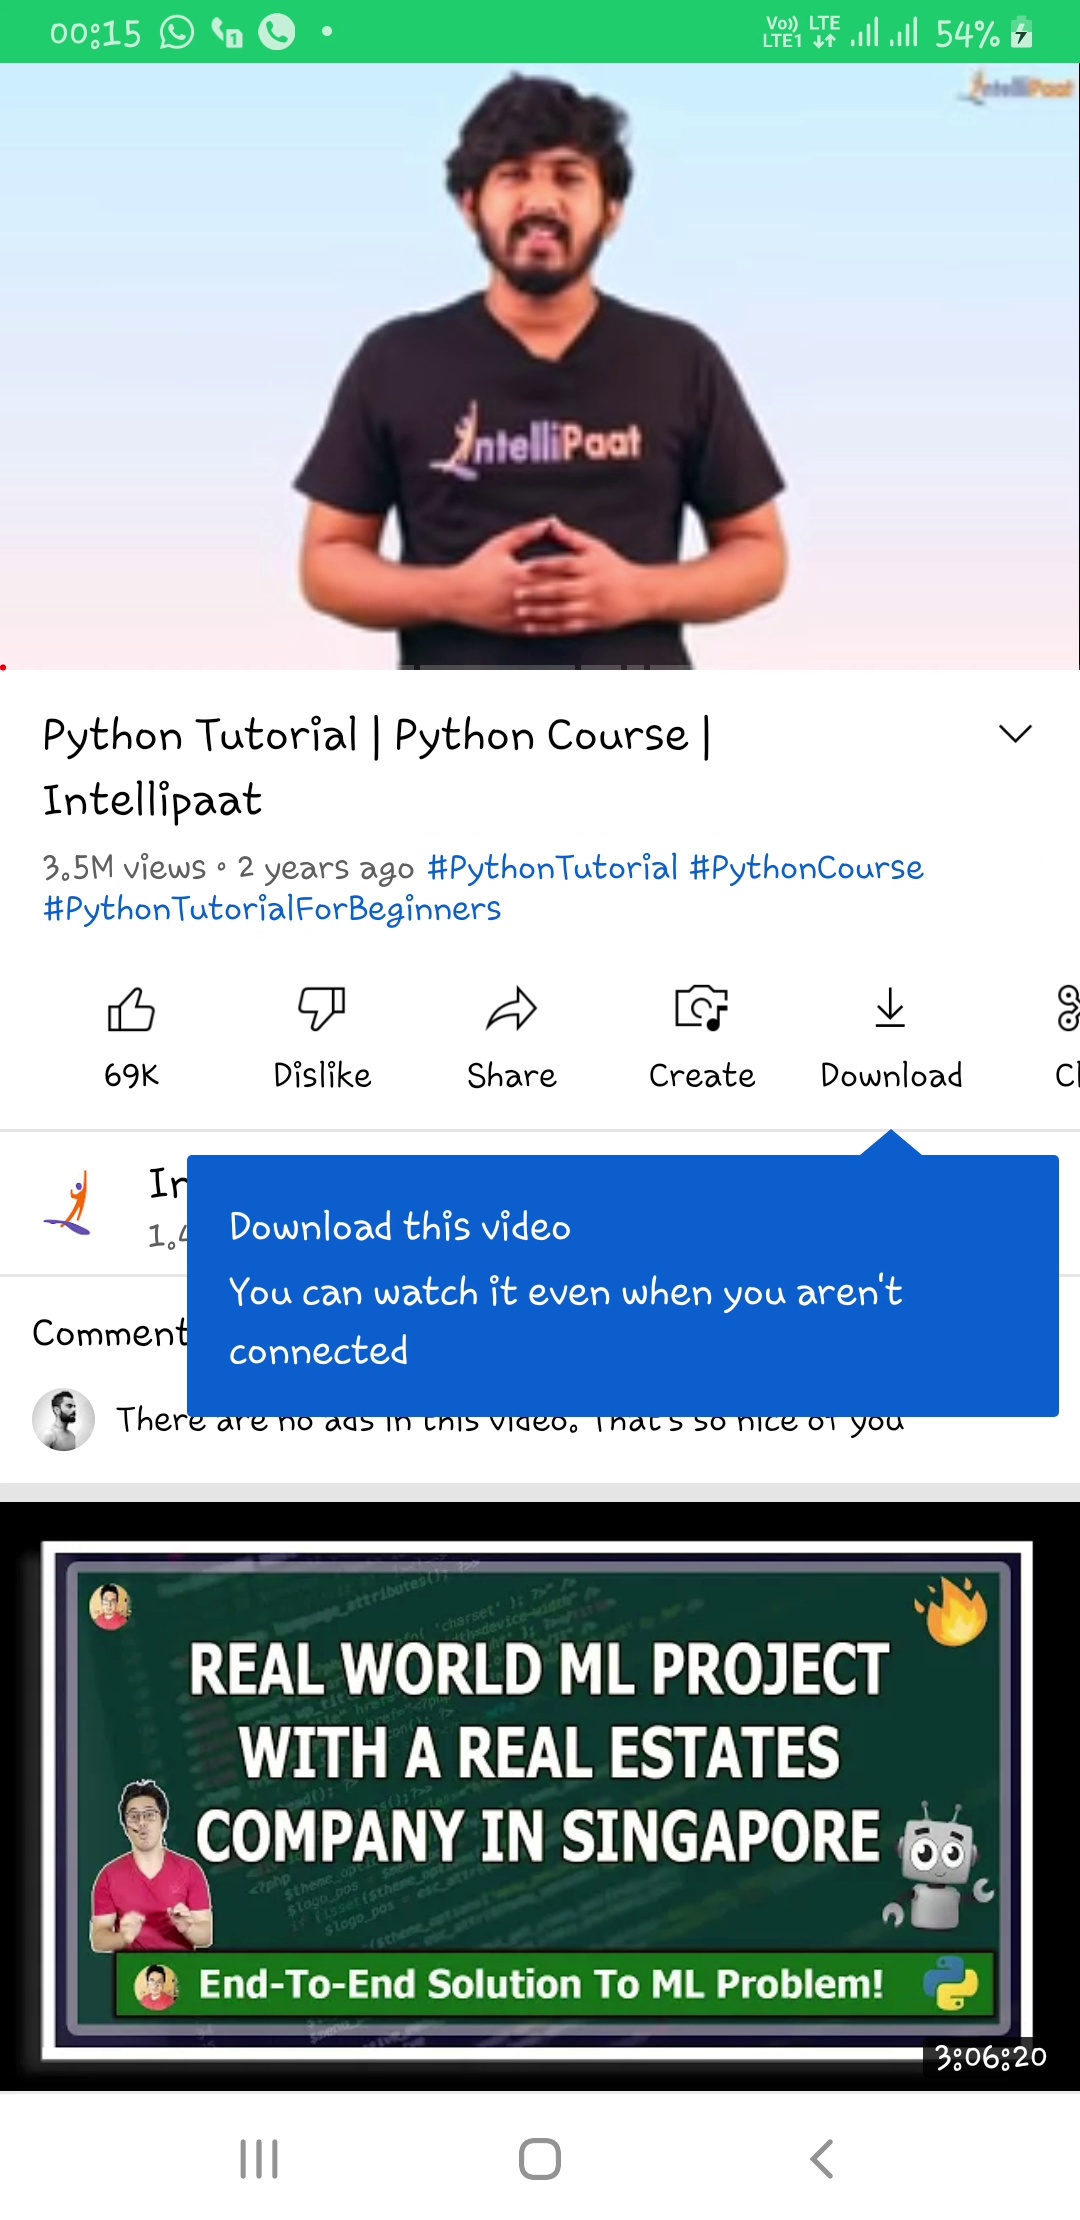 00:15
1
Vo)) LTE
LTE1
54%
IntelliPaat
IntelliPaat
Python Tutorial | Python Course |
Intellipaat
3.5M views • 2 years ago #PythonTutorial #PythonCourse
#PythonTutorialForBeginners
69K
Dislike
Share
Create
Download
In
1.4
Download this video
You can watch it even when you aren't
connected
Comment
There are no ads in this video. That's so nice of you
REAL WORLD ML PROJECT
WITH A REAL ESTATES
COMPANY IN SINGAPORE
End-To-End Solution To ML Problem!
3:06:20